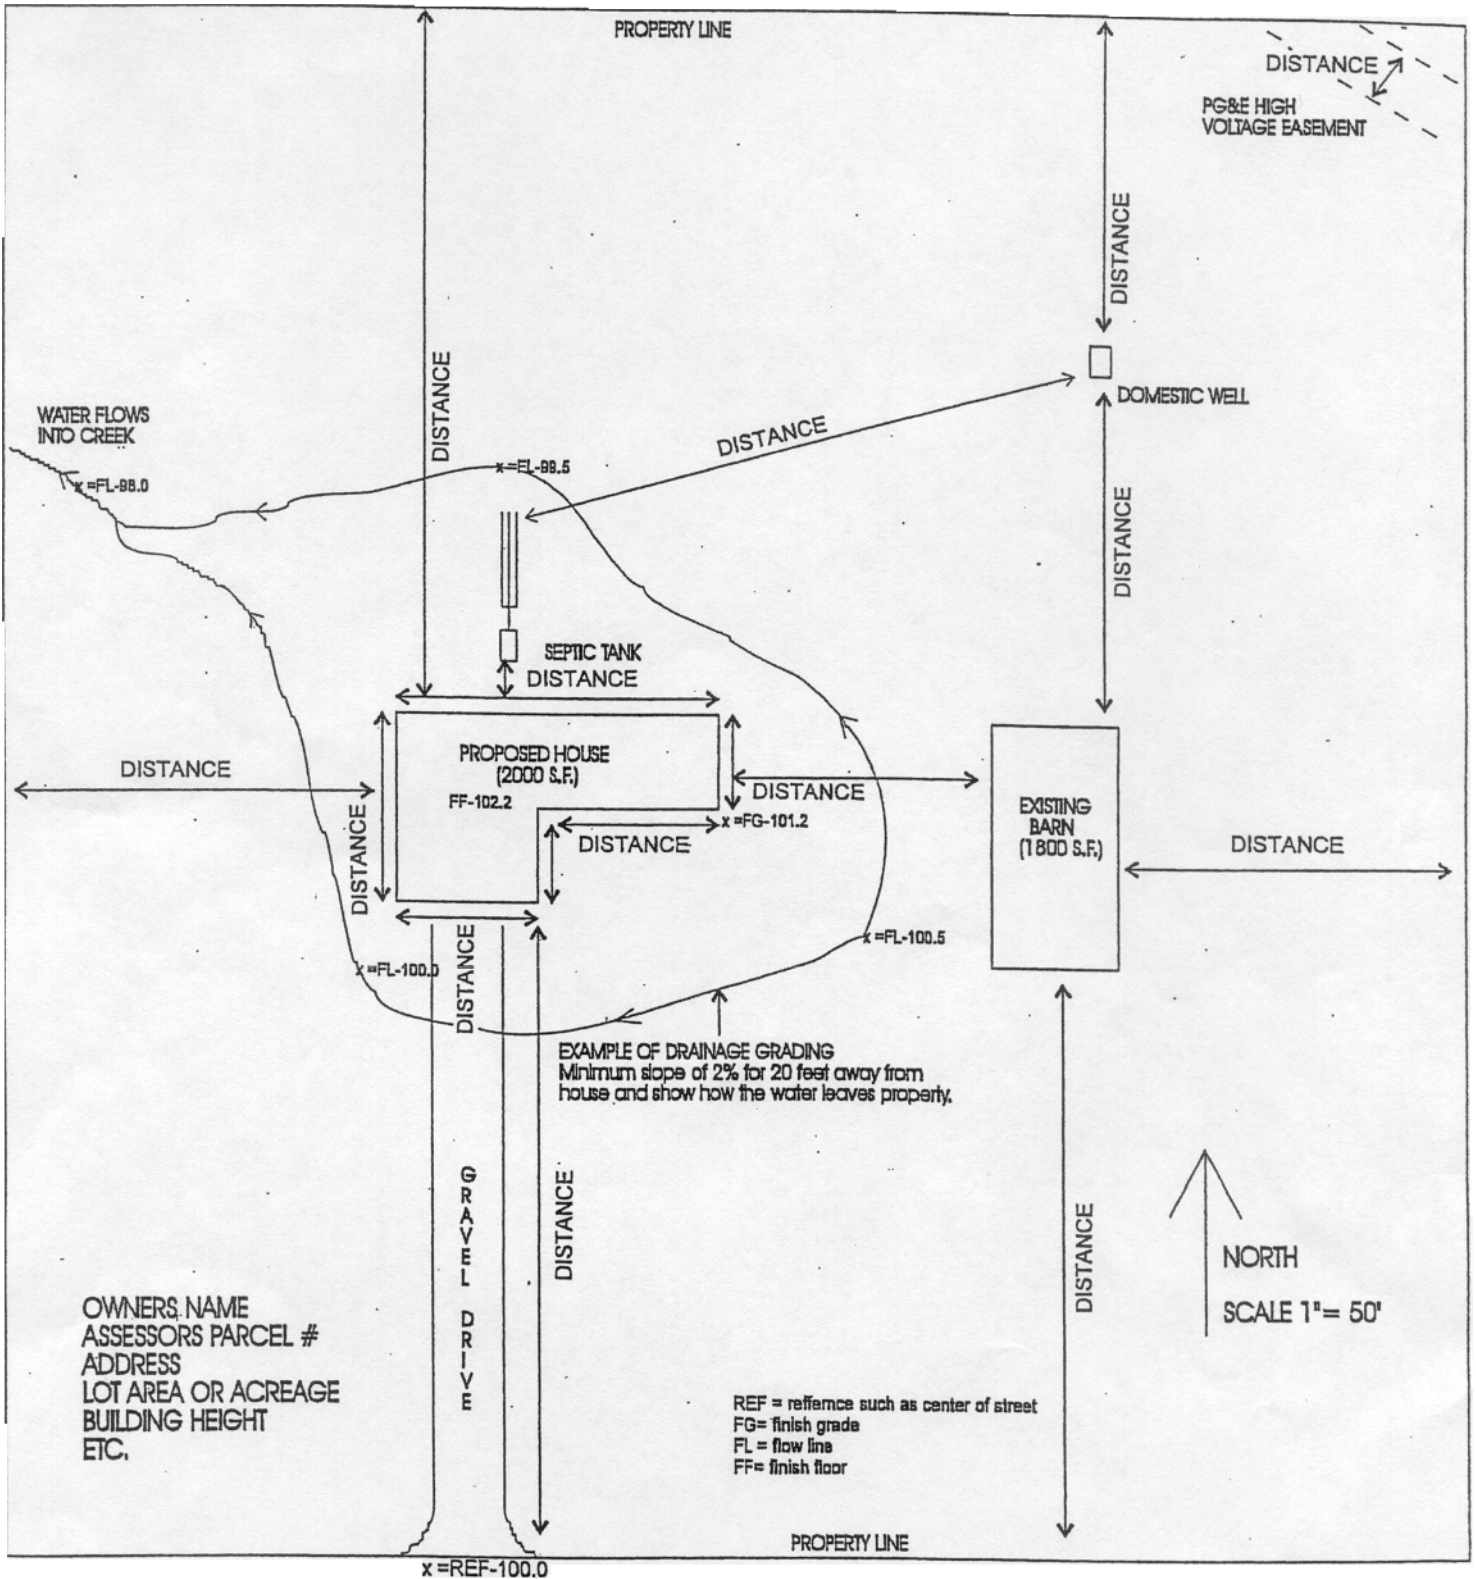 PROPERTY LINE
DISTANCE
PG&E HIGH
VOLTAGE EASEMENT
DISTANCE
DISTANCE
WATER FLOWS
INTO CREEK
DOMESTIC WELL
DISTANCE
x =FL-99.5
x =FL-98.0
DISTANCE
SEPTIC TANK
DISTANCE
PROPOSED HOUSE
(2000 S.F.)
FF-102.2
DISTANCE
DISTANCE
DISTANCE
x =FG-101.2
DISTANCE
EXISTING
BARN
(1800 S.F.)
DISTANCE
x =FL-100.5
x =FL-100.0
DISTANCE
EXAMPLE OF DRAINAGE GRADING
Minimum slope of 2% for 20 feet away from
house and show how the water leaves property.
GRAVEL DRIVE
DISTANCE
DISTANCE
NORTH
SCALE 1"= 50'
OWNERS NAME
ASSESSORS PARCEL #
ADDRESS
LOT AREA OR ACREAGE
BUILDING HEIGHT
ETC.
REF = reffernce such as center of street
FG= finish grade
FL = flow line
FF= finish floor
PROPERTY LINE
x =REF-100.0